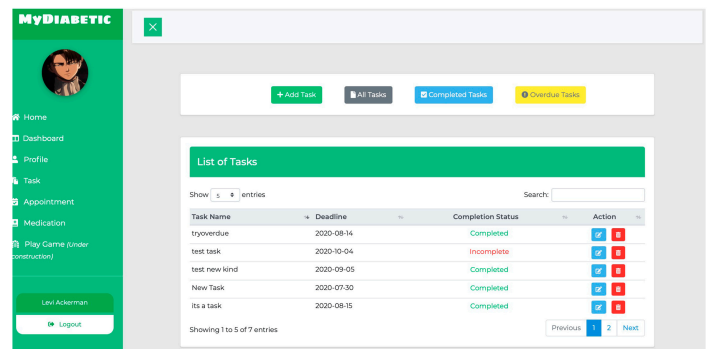 MyDiabetic
Home
Dashboard
Profile
Task
Appointment
Medication
Play Game (Under
construction)
Levi Ackerman
Logout
+ Add Task All Tasks Completed Tasks Overdue Tasks
List of Tasks
Show 5 entries Search:
Task Name Deadline Completion Status Action
tryoverdue 2020-08-14 Completed
test task 2020-10-04 Incomplete
test new kind 2020-09-05 Completed
New Task 2020-07-30 Completed
its a task 2020-08-15 Completed
Showing 1 to 5 of 7 entries Previous 1 2 Next